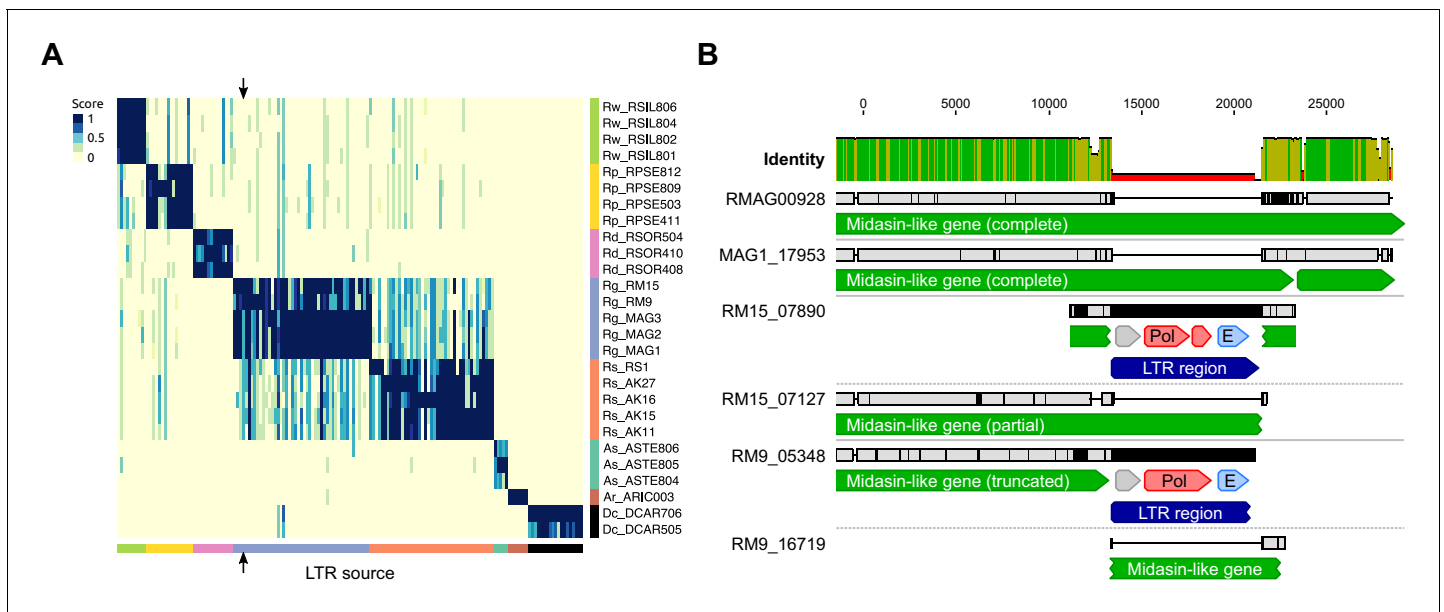 A
Score
1
0.5
0
Rw_RSIL806
Rw_RSIL804
Rw_RSIL802
Rw_RSIL801
Rp_RPSE812
Rp_RPSE809
Rp_RPSE503
Rp_RPSE411
Rd_RSOR504
Rd_RSOR410
Rd_RSOR408
Rg_RM15
Rg_RM9
Rg_MAG3
Rg_MAG2
Rg_MAG1
Rs_RS1
Rs_AK27
Rs_AK16
Rs_AK15
Rs_AK11
As_ASTE806
As_ASTE805
As_ASTE804
Ar_ARIC003
Dc_DCAR706
Dc_DCAR505
LTR source
B
0 5000 10000 15000 20000 25000
Identity
RMAG00928
Midasin-like gene (complete)
MAG1_17953
Midasin-like gene (complete)
RM15_07890
Pol E
LTR region
RM15_07127
Midasin-like gene (partial)
RM9_05348
Midasin-like gene (truncated) Pol E
LTR region
RM9_16719
Midasin-like gene